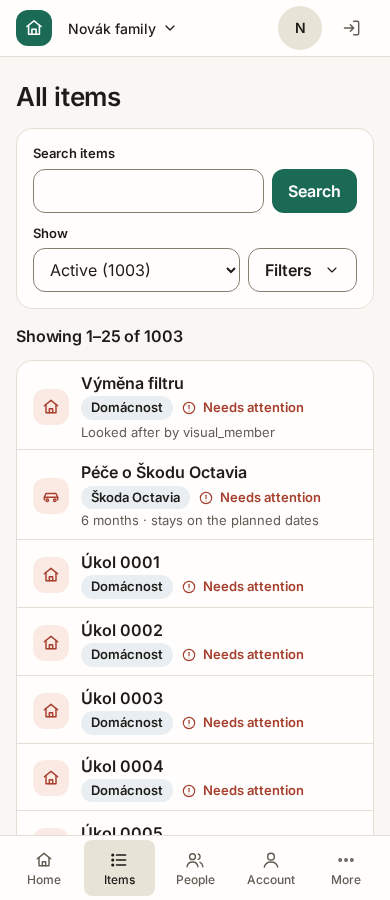 Novák family
N
All items
Search items
Search
Show
Active (1003)
Filters
Showing 1–25 of 1003
Výměna filtru
Domácnost
Needs attention
Looked after by visual_member
Péče o Škodu Octavia
Škoda Octavia
Needs attention
6 months · stays on the planned dates
Úkol 0001
Domácnost
Needs attention
Úkol 0002
Domácnost
Needs attention
Úkol 0003
Domácnost
Needs attention
Úkol 0004
Domácnost
Needs attention
Úkol 0005
Home
Items
People
Account
More